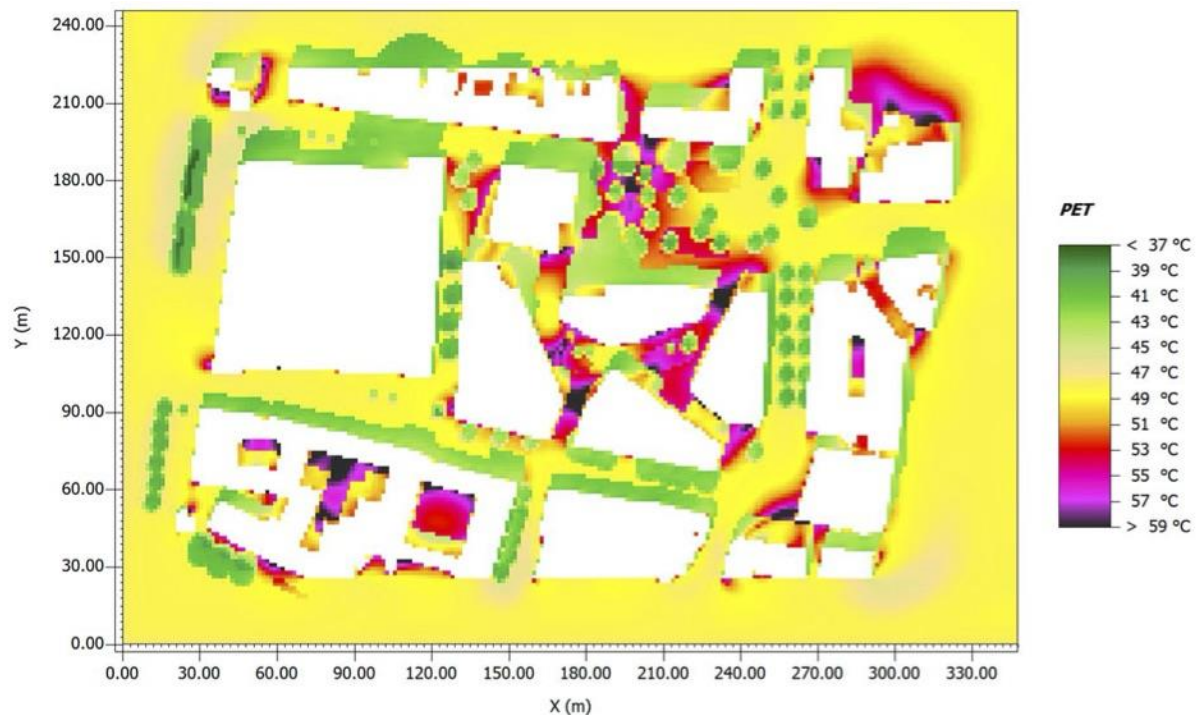 240.00
210.00
180.00
150.00
120.00
90.00
60.00
30.00
0.00
Y (m)
0.00 30.00 60.00 90.00 120.00 150.00 180.00 210.00 240.00 270.00 300.00 330.00
X (m)
PET
< 37 °C
39 °C
41 °C
43 °C
45 °C
47 °C
49 °C
51 °C
53 °C
55 °C
57 °C
> 59 °C